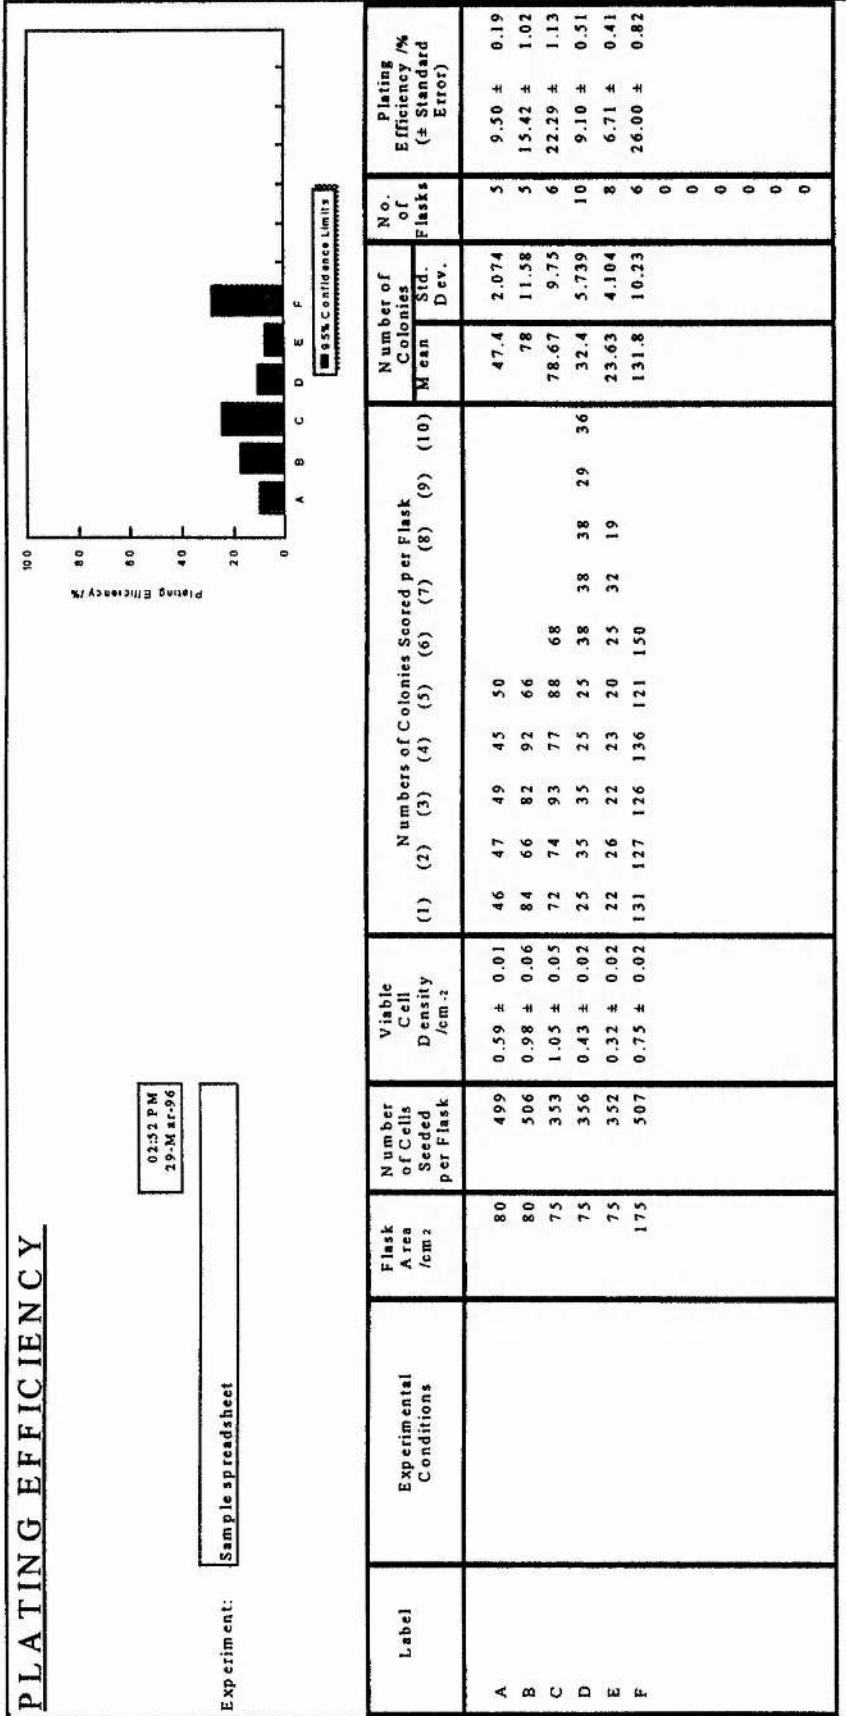 PLATING EFFICIENCY
02:52 PM
29-Mar-96
Experiment: Sample spreadsheet
Plating Efficiency /%
100
80
60
40
20
0
A B C D E F
95% Confidence Limits
Label
Experimental
Conditions
Flask
Area
/cm2
Number
of Cells
Seeded
per Flask
Viable
Cell
Density
/cm-2
Numbers of Colonies Scored per Flask
(1) (2) (3) (4) (5) (6) (7) (8) (9) (10)
Number of
Colonies
Mean Std.
Dev.
No.
of
Flasks
Plating
Efficiency /%
(± Standard
Error)
A 80 499 0.59 ± 0.01 46 47 49 45 50 47.4 2.074 5 9.50 ± 0.19
B 80 506 0.98 ± 0.06 84 66 82 92 66 78 11.58 5 15.42 ± 1.02
C 75 353 1.05 ± 0.05 72 74 93 77 88 68 78.67 9.75 6 22.29 ± 1.13
D 75 356 0.43 ± 0.02 25 35 35 25 25 38 38 38 29 36 32.4 5.739 10 9.10 ± 0.51
E 75 352 0.32 ± 0.02 22 26 22 23 20 25 32 19 23.63 4.104 8 6.71 ± 0.41
F 175 507 0.75 ± 0.02 131 127 126 136 121 150 131.8 10.23 6 26.00 ± 0.82
0
0
0
0
0
0